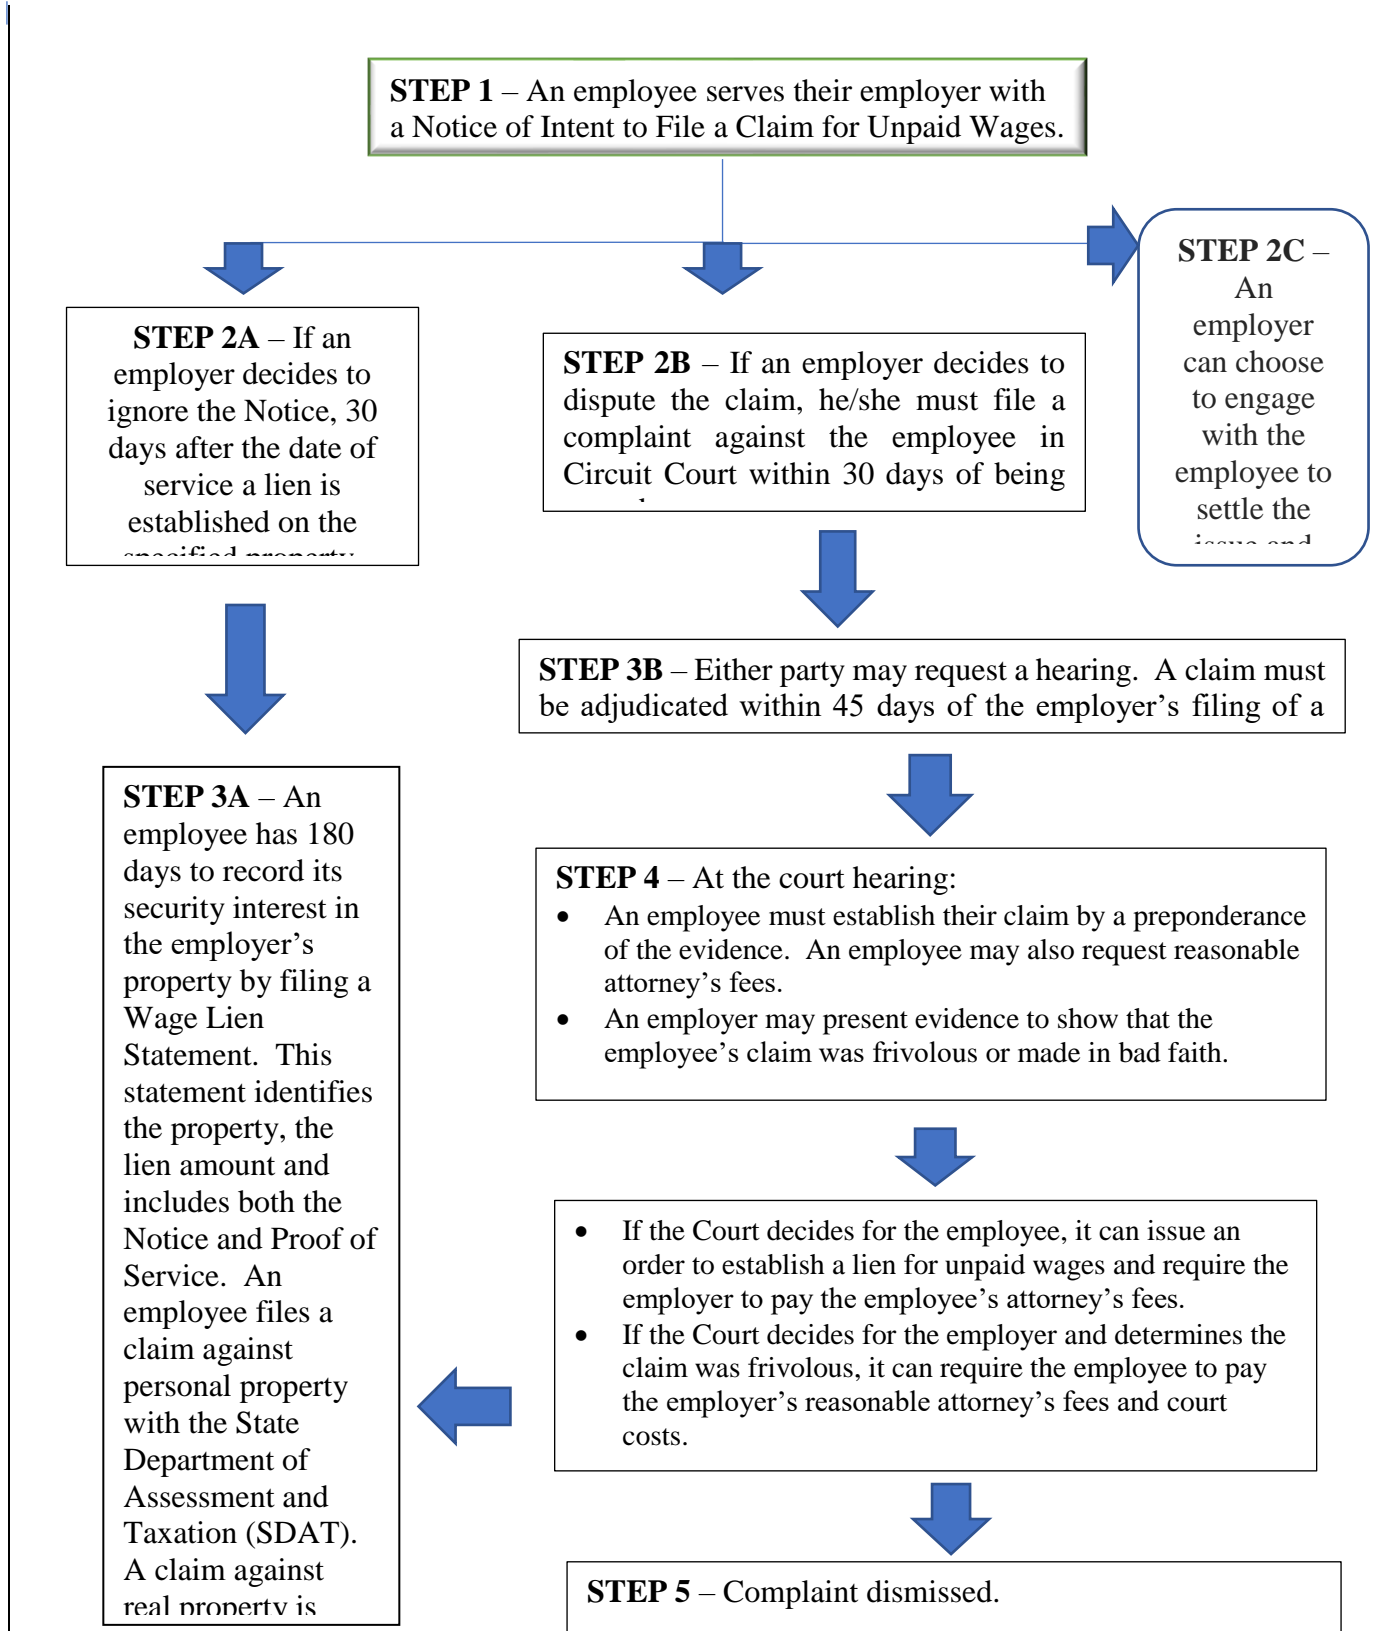 STEP 1 – An employee serves their employer with
a Notice of Intent to File a Claim for Unpaid Wages.
STEP 2A – If an
employer decides to
ignore the Notice, 30
days after the date of
service a lien is
established on the
specified property
STEP 2B – If an employer decides to
dispute the claim, he/she must file a
complaint against the employee in
Circuit Court within 30 days of being
STEP 2C –
An
employer
can choose
to engage
with the
employee to
settle the
issue and
STEP 3B – Either party may request a hearing. A claim must
be adjudicated within 45 days of the employer’s filing of a
STEP 3A – An
employee has 180
days to record its
security interest in
the employer’s
property by filing a
Wage Lien
Statement. This
statement identifies
the property, the
lien amount and
includes both the
Notice and Proof of
Service. An
employee files a
claim against
personal property
with the State
Department of
Assessment and
Taxation (SDAT).
A claim against
real property is
STEP 4 – At the court hearing:
• An employee must establish their claim by a preponderance
of the evidence. An employee may also request reasonable
attorney’s fees.
• An employer may present evidence to show that the
employee’s claim was frivolous or made in bad faith.
• If the Court decides for the employee, it can issue an
order to establish a lien for unpaid wages and require the
employer to pay the employee’s attorney’s fees.
• If the Court decides for the employer and determines the
claim was frivolous, it can require the employee to pay
the employer’s reasonable attorney’s fees and court
costs.
STEP 5 – Complaint dismissed.